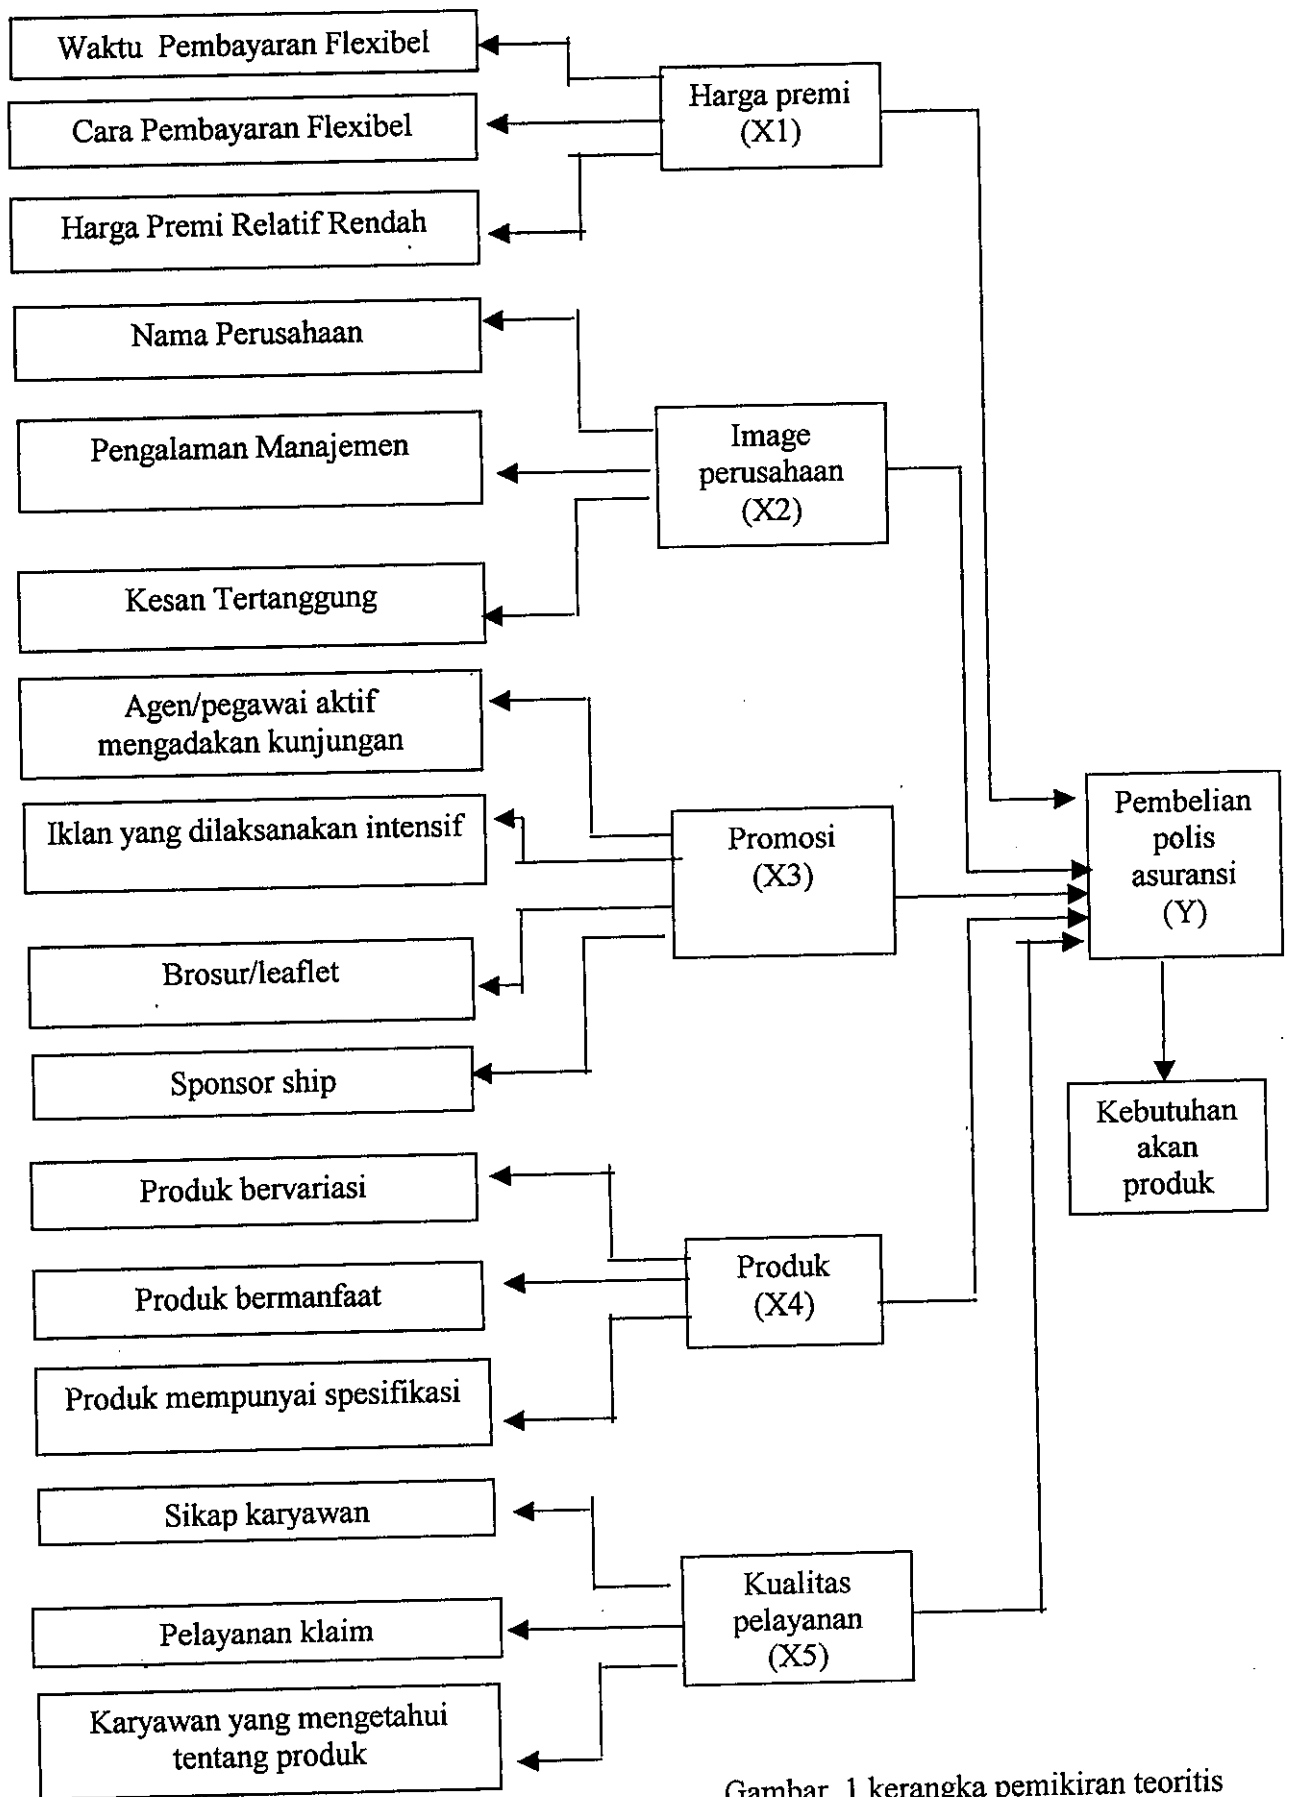 Waktu Pembayaran Flexibel
Cara Pembayaran Flexibel
Harga Premi Relatif Rendah
Harga premi
(X1)
Nama Perusahaan
Pengalaman Manajemen
Kesan Tertanggung
Image
perusahaan
(X2)
Agen/pegawai aktif
mengadakan kunjungan
Iklan yang dilaksanakan intensif
Brosur/leaflet
Sponsor ship
Promosi
(X3)
Pembelian
polis
asuransi
(Y)
Kebutuhan
akan
produk
Produk bervariasi
Produk bermanfaat
Produk mempunyai spesifikasi
Produk
(X4)
Sikap karyawan
Pelayanan klaim
Karyawan yang mengetahui
tentang produk
Kualitas
pelayanan
(X5)
Gambar 1 kerangka pemikiran teoritis